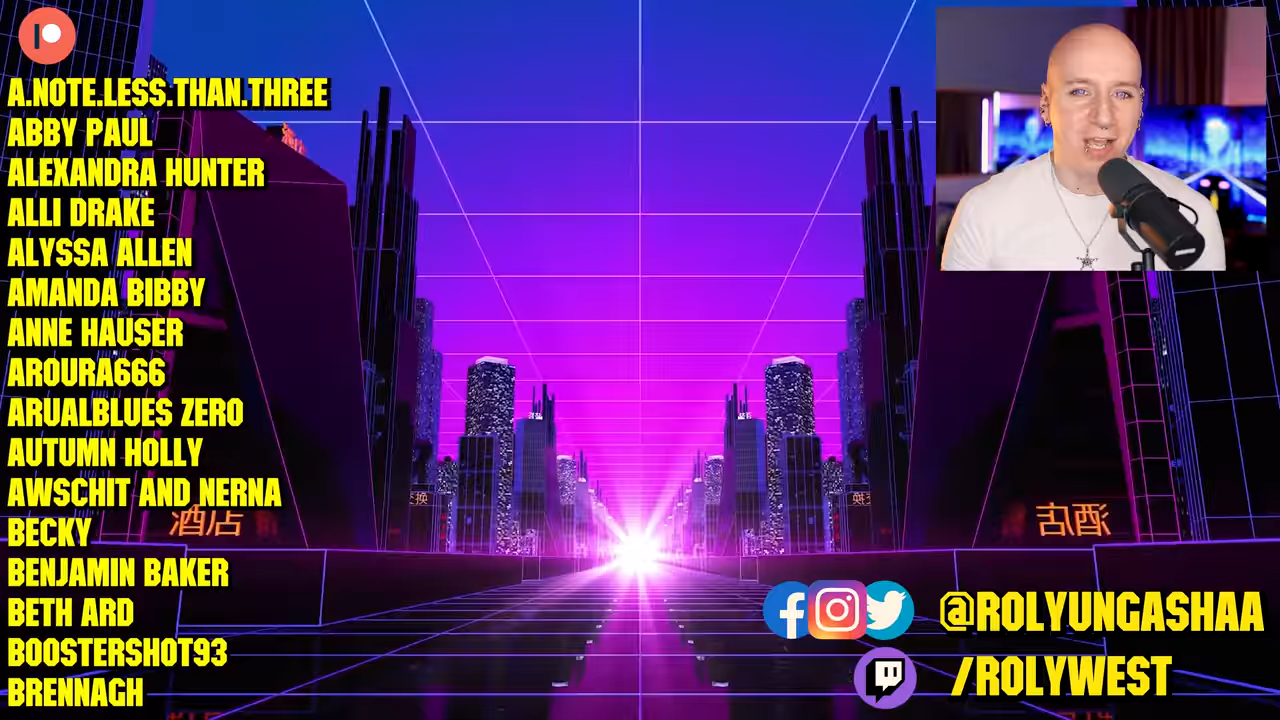 A.NOTE.LESS.THAN.THREE
ABBY PAUL
ALEXANDRA HUNTER
ALLI DRAKE
ALYSSA ALLEN
AMANDA BIBBY
ANNE HAUSER
AROURA666
ARUALBLUES ZERO
AUTUMN HOLLY
AWSCHIT AND NERNA
BECKY
BENJAMIN BAKER
BETH ARD
BOOSTERSHOT93
BRENNAGH
酒店
酒店
@ROLYUNGASHAA
/ROLYWEST